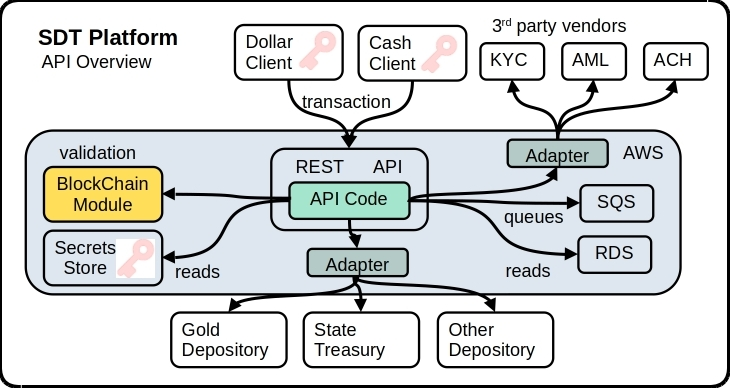 SDT Platform
API Overview
Dollar
Client
Cash
Client
3rd party vendors
KYC
AML
ACH
transaction
validation
REST API
Adapter
AWS
BlockChain
Module
API Code
queues
SQS
Secrets
Store
reads
Adapter
reads
RDS
Gold
Depository
State
Treasury
Other
Depository